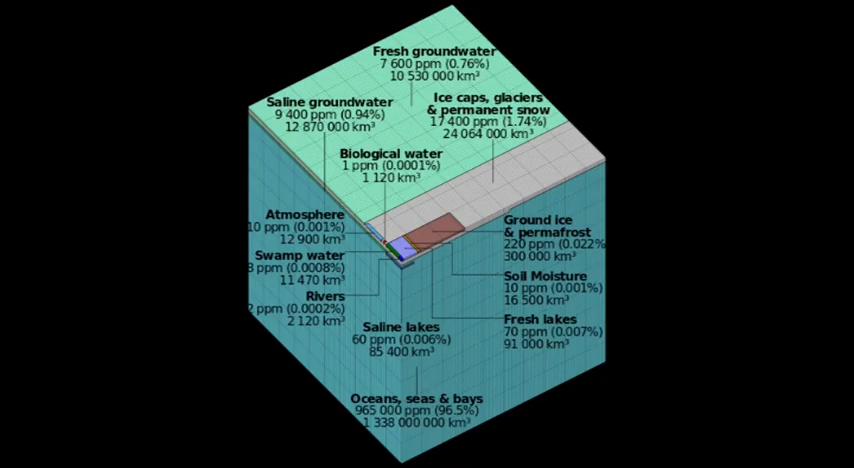 Fresh groundwater
7 600 ppm (0.76%)
10 530 000 km³
Saline groundwater
9 400 ppm (0.94%)
12 870 000 km³
Ice caps, glaciers
& permanent snow
17 400 ppm (1.74%)
24 064 000 km³
Biological water
1 ppm (0.0001%)
1 120 km³
Atmosphere
10 ppm (0.001%)
12 900 km³
Swamp water
8 ppm (0.0008%)
11 470 km³
Rivers
2 ppm (0.0002%)
2 120 km³
Ground ice
& permafrost
220 ppm (0.022%
300 000 km³
Soil Moisture
10 ppm (0.001%)
16 500 km³
Fresh lakes
70 ppm (0.007%)
91 000 km³
Saline lakes
60 ppm (0.006%)
85 400 km³
Oceans, seas & bays
965 000 ppm (96.5%)
1 338 000 000 km³